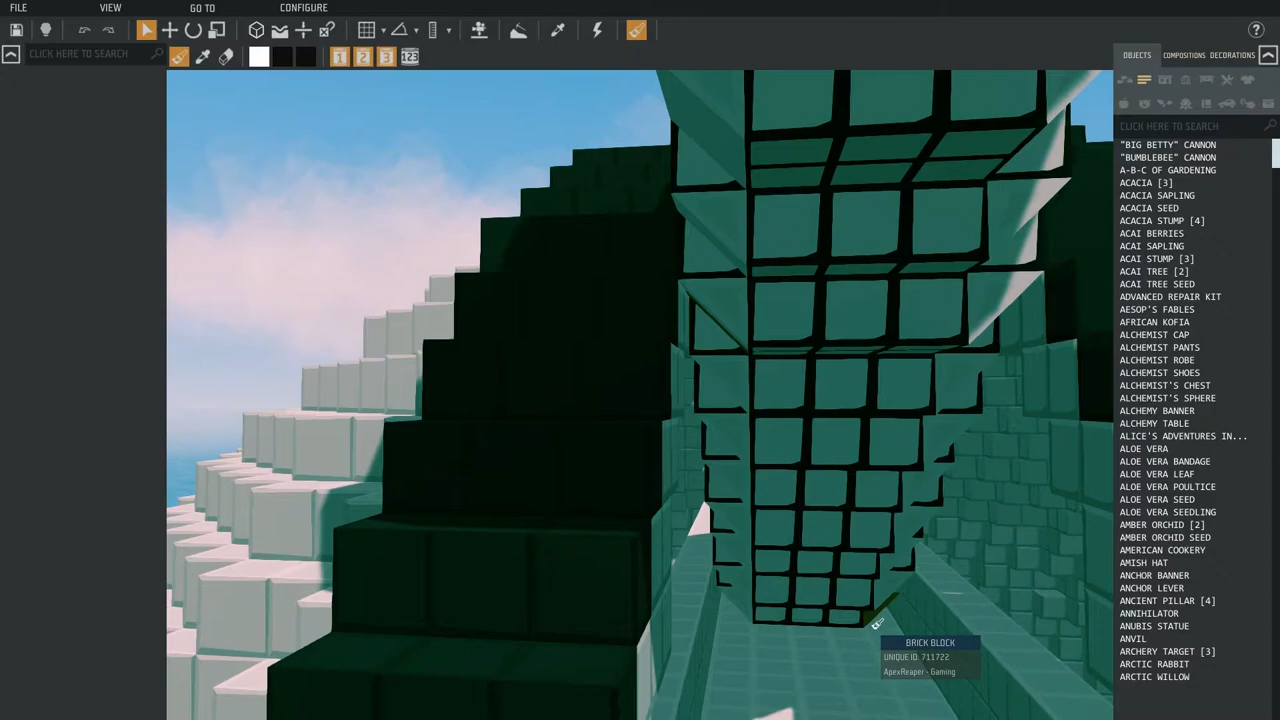 FILE VIEW GO TO CONFIGURE
CLICK HERE TO SEARCH 1 2 3 123
OBJECTS COMPOSITIONS DECORATIONS
CLICK HERE TO SEARCH
"BIG BETTY" CANNON
"BUMBLEBEE" CANNON
A-B-C OF GARDENING
ACACIA [3]
ACACIA SAPLING
ACACIA SEED
ACACIA STUMP [4]
ACAI BERRIES
ACAI SAPLING
ACAI STUMP [3]
ACAI TREE [2]
ACAI TREE SEED
ADVANCED REPAIR KIT
AESOP'S FABLES
AFRICAN KOFIA
ALCHEMIST CAP
ALCHEMIST PANTS
ALCHEMIST ROBE
ALCHEMIST SHOES
ALCHEMIST'S CHEST
ALCHEMIST'S SPHERE
ALCHEMY BANNER
ALCHEMY TABLE
ALICE'S ADVENTURES IN...
ALOE VERA
ALOE VERA BANDAGE
ALOE VERA LEAF
ALOE VERA POULTICE
ALOE VERA SEED
ALOE VERA SEEDLING
AMBER ORCHID [2]
AMBER ORCHID SEED
AMERICAN COOKERY
AMISH HAT
ANCHOR BANNER
ANCHOR LEVER
ANCIENT PILLAR [4]
ANNIHILATOR
ANUBIS STATUE
ANVIL
ARCHERY TARGET [3]
ARCTIC RABBIT
ARCTIC WILLOW
BRICK BLOCK
UNIQUE ID: 711722
ApexReaper - Gaming